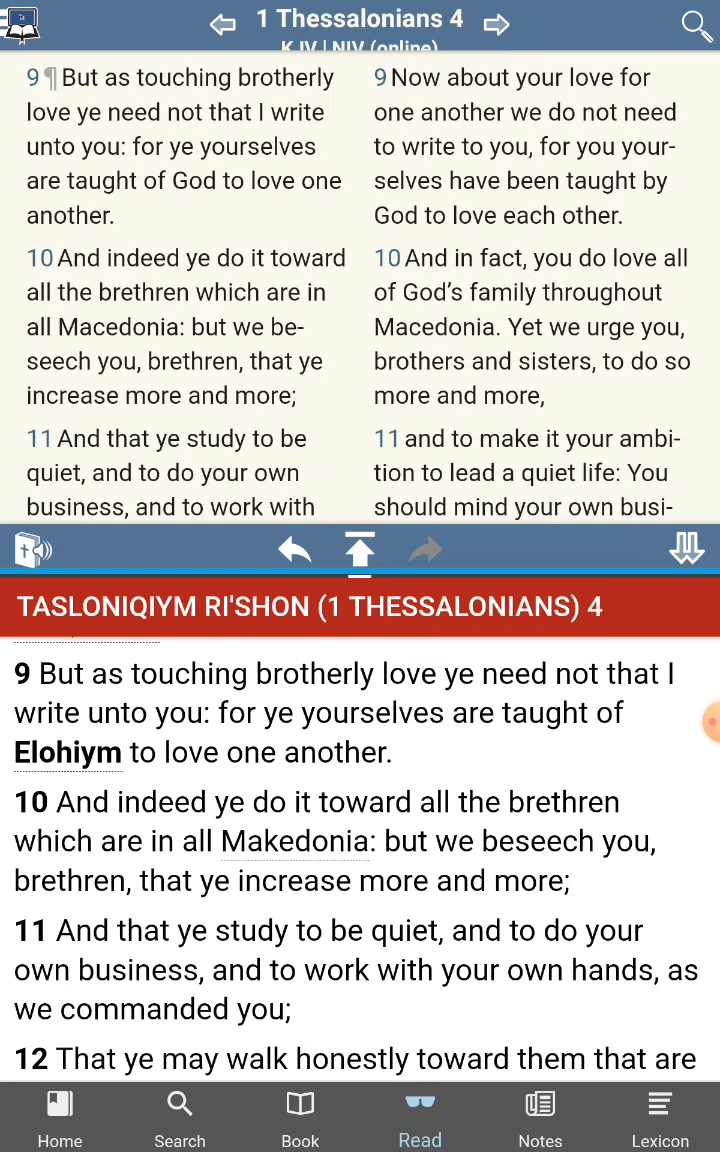 1 Thessalonians 4
KJV | NIV (online)
9 ¶ But as touching brotherly
love ye need not that I write
unto you: for ye yourselves
are taught of God to love one
another.
10 And indeed ye do it toward
all the brethren which are in
all Macedonia: but we be-
seech you, brethren, that ye
increase more and more;
11 And that ye study to be
quiet, and to do your own
business, and to work with
9 Now about your love for
one another we do not need
to write to you, for you your-
selves have been taught by
God to love each other.
10 And in fact, you do love all
of God’s family throughout
Macedonia. Yet we urge you,
brothers and sisters, to do so
more and more,
11 and to make it your ambi-
tion to lead a quiet life: You
should mind your own busi-
TASLONIQIYM RI'SHON (1 THESSALONIANS) 4
9 But as touching brotherly love ye need not that I
write unto you: for ye yourselves are taught of
Elohiym to love one another.
10 And indeed ye do it toward all the brethren
which are in all Makedonia: but we beseech you,
brethren, that ye increase more and more;
11 And that ye study to be quiet, and to do your
own business, and to work with your own hands, as
we commanded you;
12 That ye may walk honestly toward them that are
Home
Search
Book
Read
Notes
Lexicon